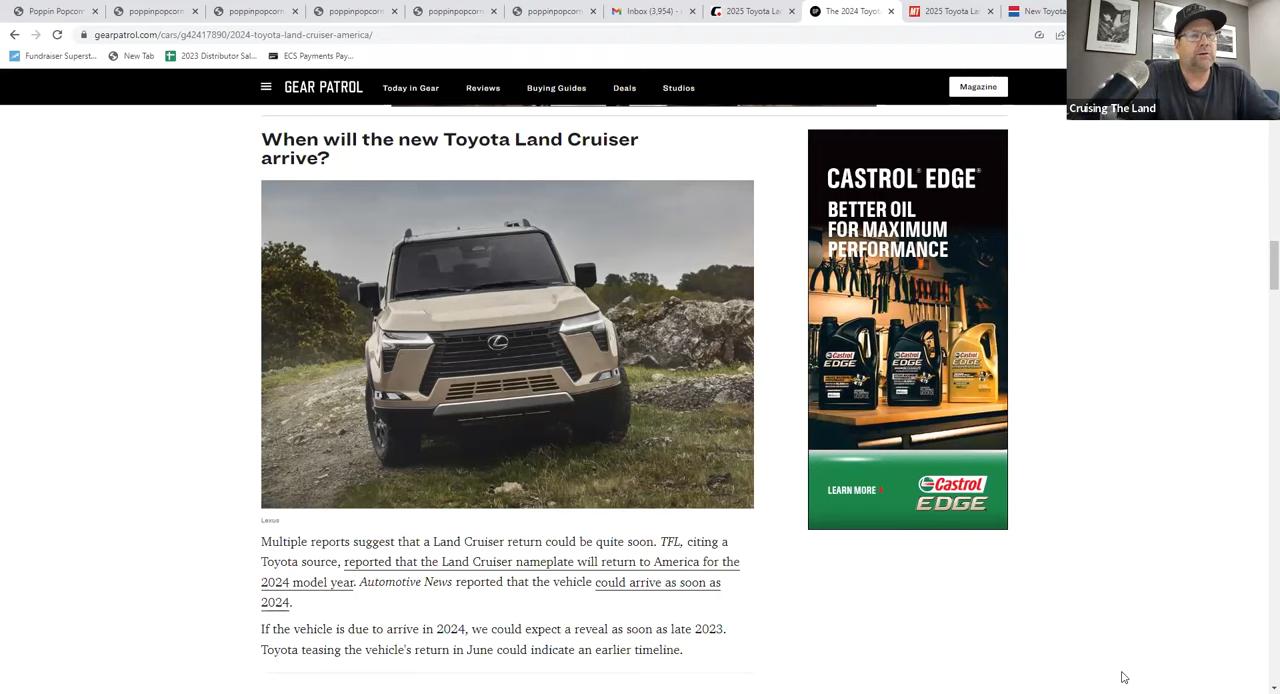 Poppin Popcorn
poppinpopcorn
poppinpopcorn
poppinpopcorn
poppinpopcorn
poppinpopcorn
Inbox (3,954) -
2025 Toyota La
The 2024 Toyot
2025 Toyota La
New Toyota
gearpatrol.com/cars/g42417890/2024-toyota-land-cruiser-america/
Fundraiser Superst...
New Tab
2023 Distributor Sal...
ECS Payments Pay...
GEAR PATROL
Today in Gear
Reviews
Buying Guides
Deals
Studios
Magazine
Cruising The Land
When will the new Toyota Land Cruiser
arrive?
Lexus
Multiple reports suggest that a Land Cruiser return could be quite soon. TFL, citing a
Toyota source, reported that the Land Cruiser nameplate will return to America for the
2024 model year. Automotive News reported that the vehicle could arrive as soon as
2024.
If the vehicle is due to arrive in 2024, we could expect a reveal as soon as late 2023.
Toyota teasing the vehicle's return in June could indicate an earlier timeline.
CASTROL® EDGE®
BETTER OIL
FOR MAXIMUM
PERFORMANCE
Castrol
EDGE
Castrol
EDGE
Castrol
EDGE
LEARN MORE
Castrol
EDGE